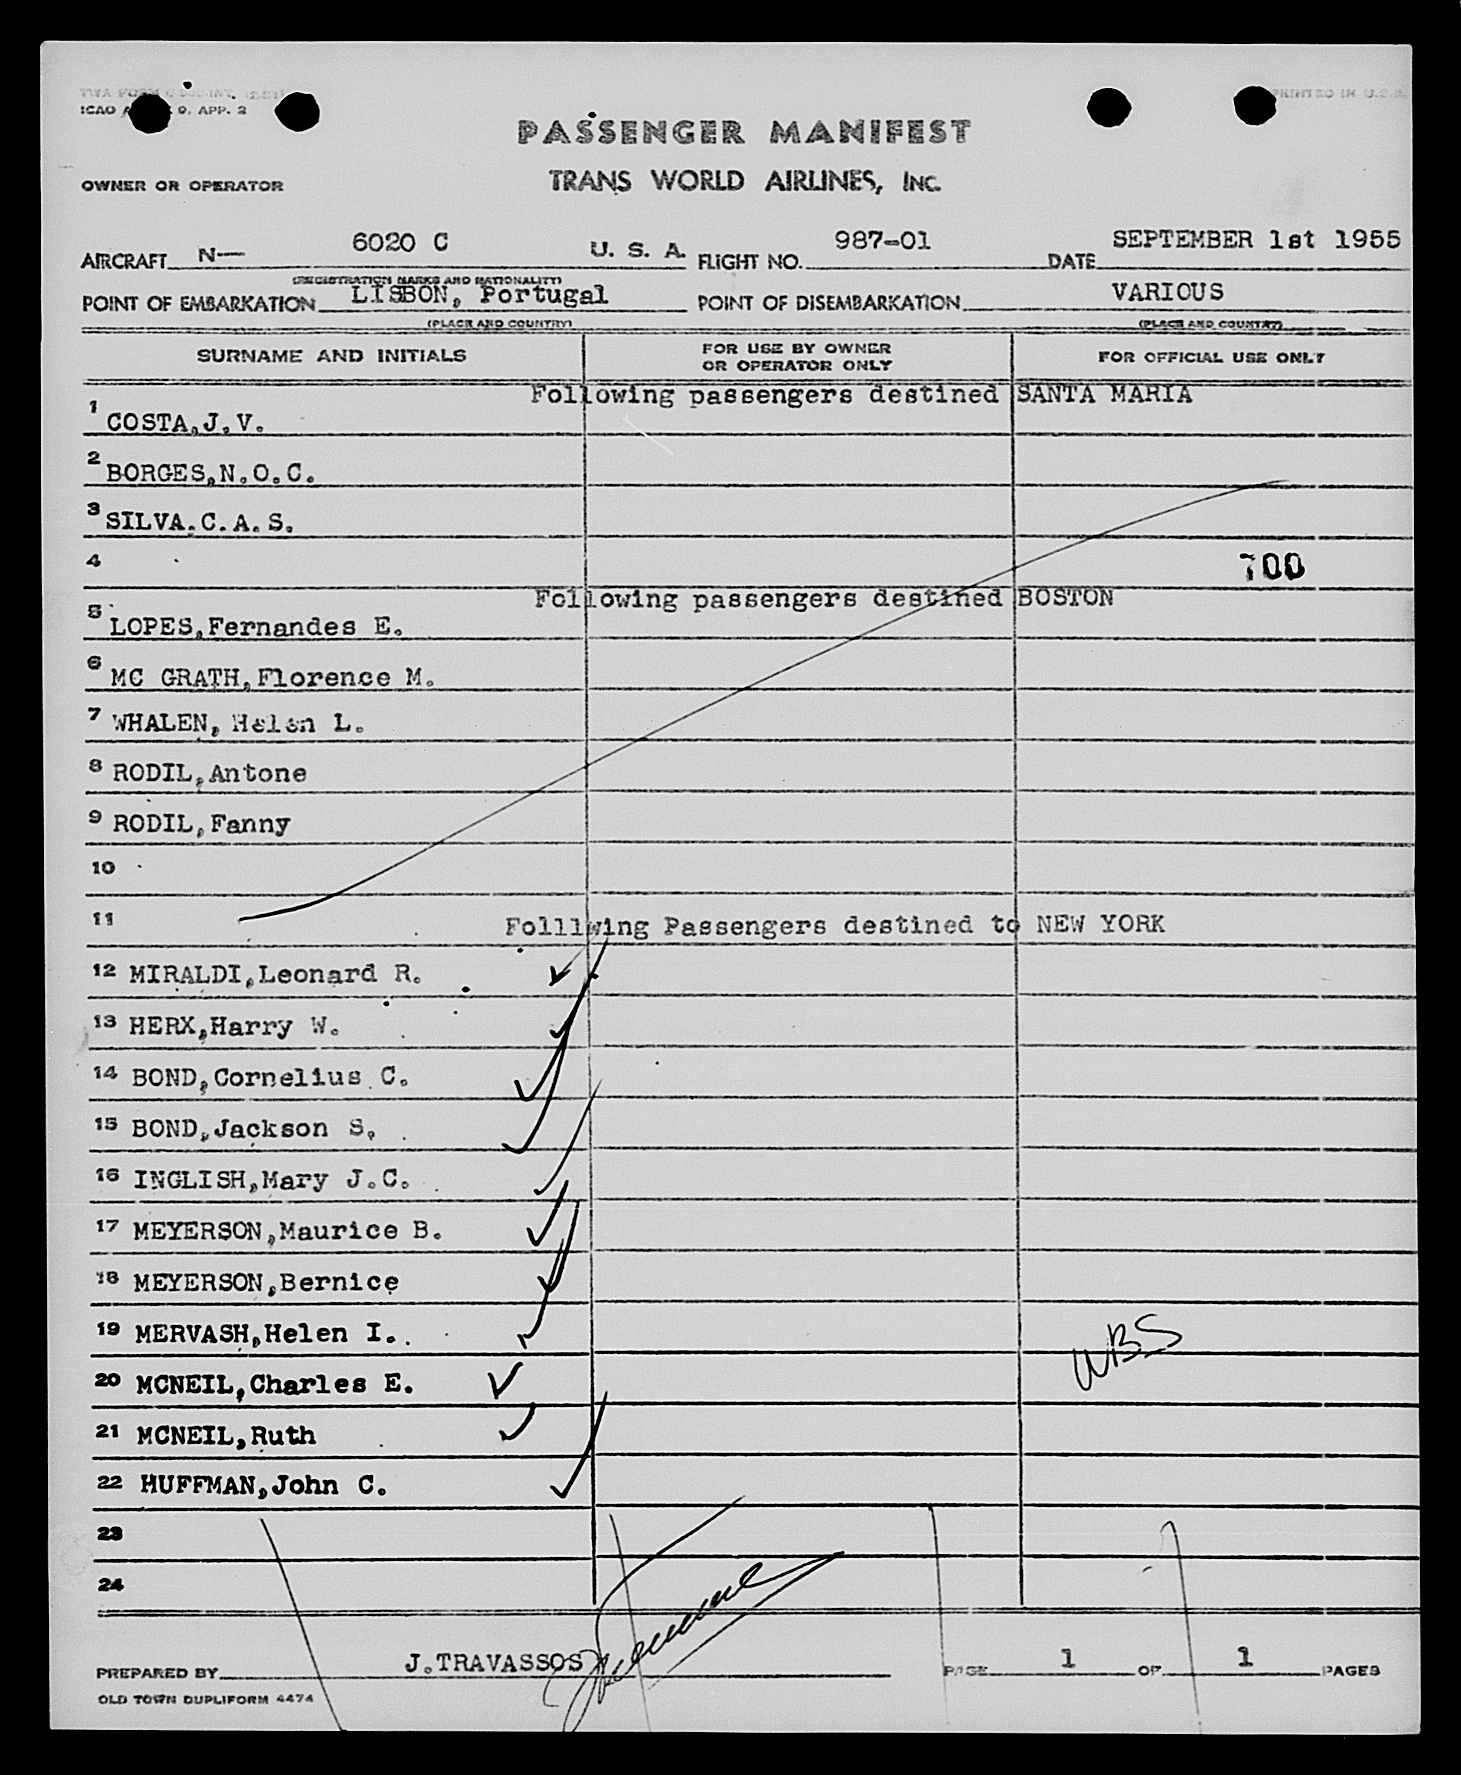 ICAO 9, APP. 2
PRINTED IN U.S.A.
PASSENGER MANIFEST
OWNER OR OPERATOR
TRANS WORLD AIRLINES, INC.
AIRCRAFT N— 6020 C U. S. A. FLIGHT NO. 987-01 DATE SEPTEMBER 1st 1955
(REGISTRATION MARKS AND NATIONALITY)
POINT OF EMBARKATION LISBON, Portugal POINT OF DISEMBARKATION VARIOUS
(PLACE AND COUNTRY) (PLACE AND COUNTRY)
SURNAME AND INITIALS FOR USE BY OWNER OR OPERATOR ONLY FOR OFFICIAL USE ONLY
Following passengers destined SANTA MARIA
1 COSTA,J.V.
2 BORGES,N.O.C.
3 SILVA.C.A.S.
4 700
Following passengers destined BOSTON
5 LOPES,Fernandes E.
6 MC GRATH,Florence M.
7 WHALEN, Helen L.
8 RODIL,Antone
9 RODIL,Fanny
10
11 Folllwing Passengers destined to NEW YORK
12 MIRALDI,Leonard R.
13 HERX,Harry W.
14 BOND,Cornelius C.
15 BOND,Jackson S.
16 INGLISH,Mary J.C.
17 MEYERSON,Maurice B.
18 MEYERSON,Bernice
19 MERVASH,Helen I.
WBS
20 MCNEIL,Charles E.
21 MCNEIL,Ruth
22 HUFFMAN,John C.
23
24
PREPARED BY J.TRAVASSOS PAGE 1 OF 1 PAGES
OLD TOWN DUPLIFORM 4474